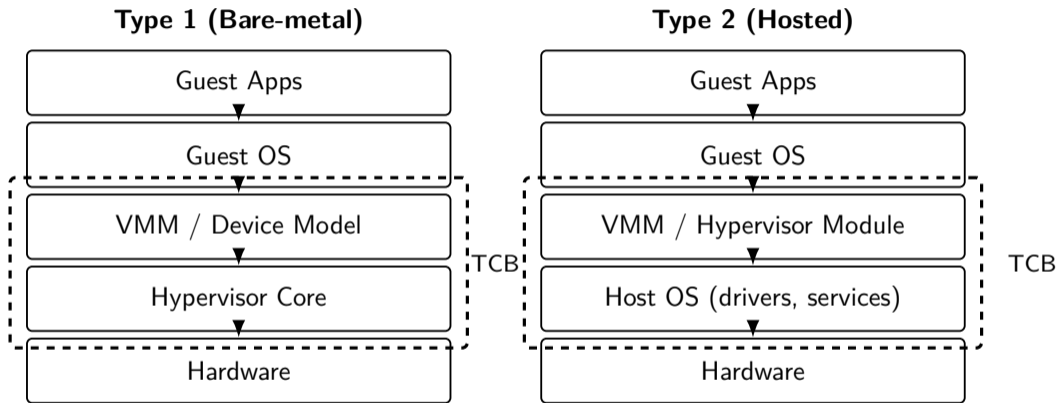 Type 1 (Bare-metal)
Guest Apps
Guest OS
VMM / Device Model
Hypervisor Core
Hardware
TCB
Type 2 (Hosted)
Guest Apps
Guest OS
VMM / Hypervisor Module
Host OS (drivers, services)
Hardware
TCB